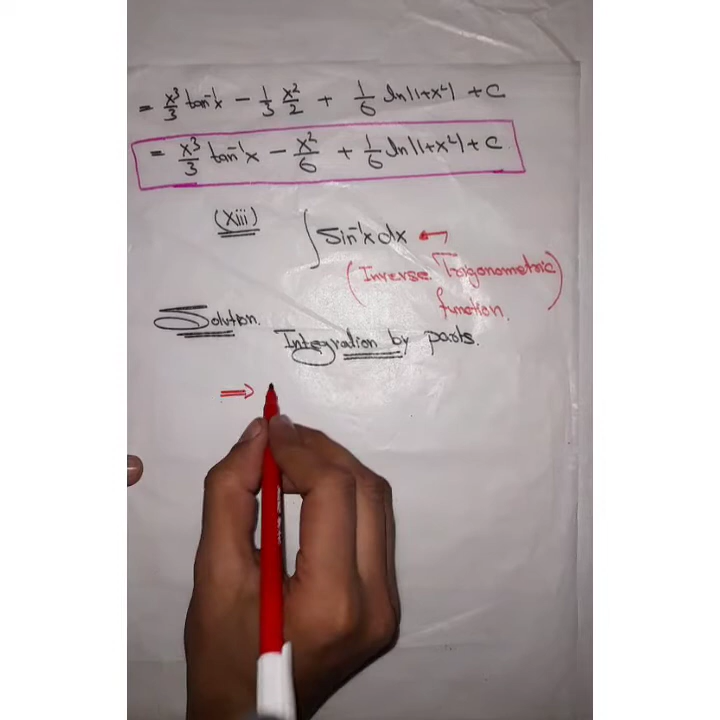 = x³/3 tan⁻¹x − 1/3 x²/2 + 1/6 ln|1+x²| + C
= x³/3 tan⁻¹x − x²/6 + 1/6 ln|1+x²| + C
(xiii) ∫ Sin⁻¹x dx ←
(Inverse Trigonometric
function.)
Solution.
Integration by parts.
⇒